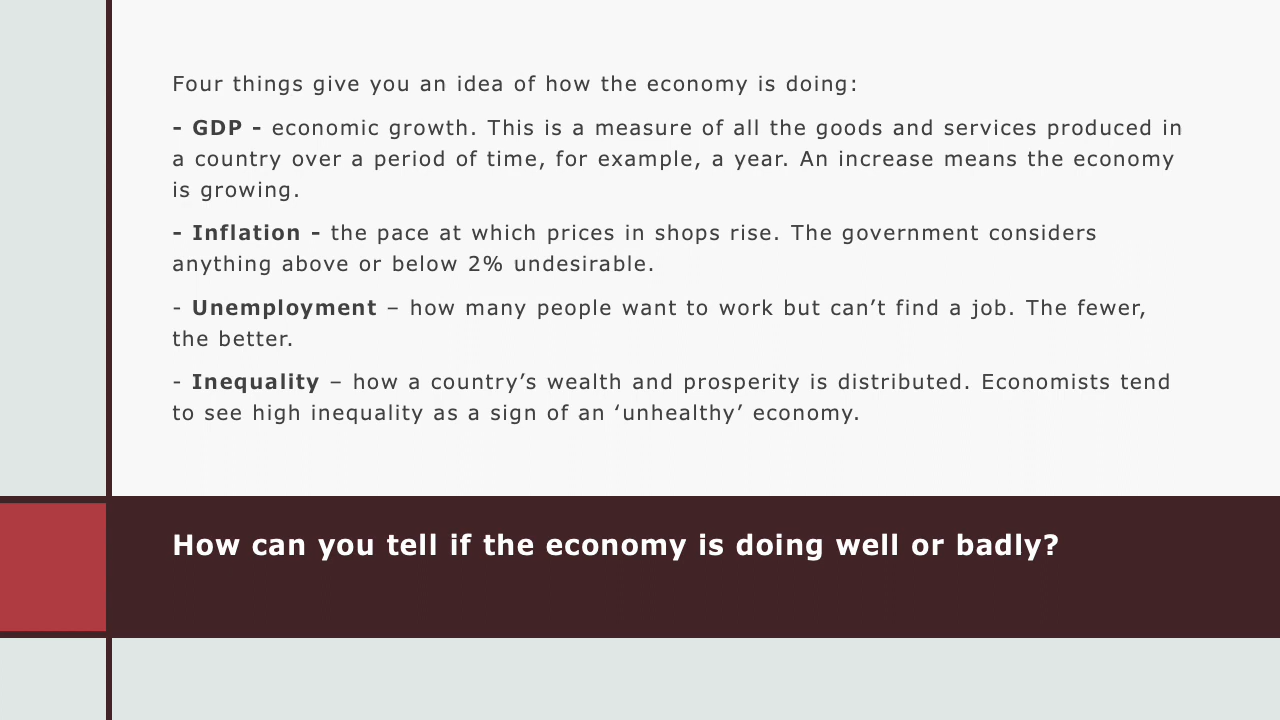 Four things give you an idea of how the economy is doing:
- GDP - economic growth. This is a measure of all the goods and services produced in
a country over a period of time, for example, a year. An increase means the economy
is growing.
- Inflation - the pace at which prices in shops rise. The government considers
anything above or below 2% undesirable.
- Unemployment – how many people want to work but can’t find a job. The fewer,
the better.
- Inequality – how a country’s wealth and prosperity is distributed. Economists tend
to see high inequality as a sign of an ‘unhealthy’ economy.
How can you tell if the economy is doing well or badly?